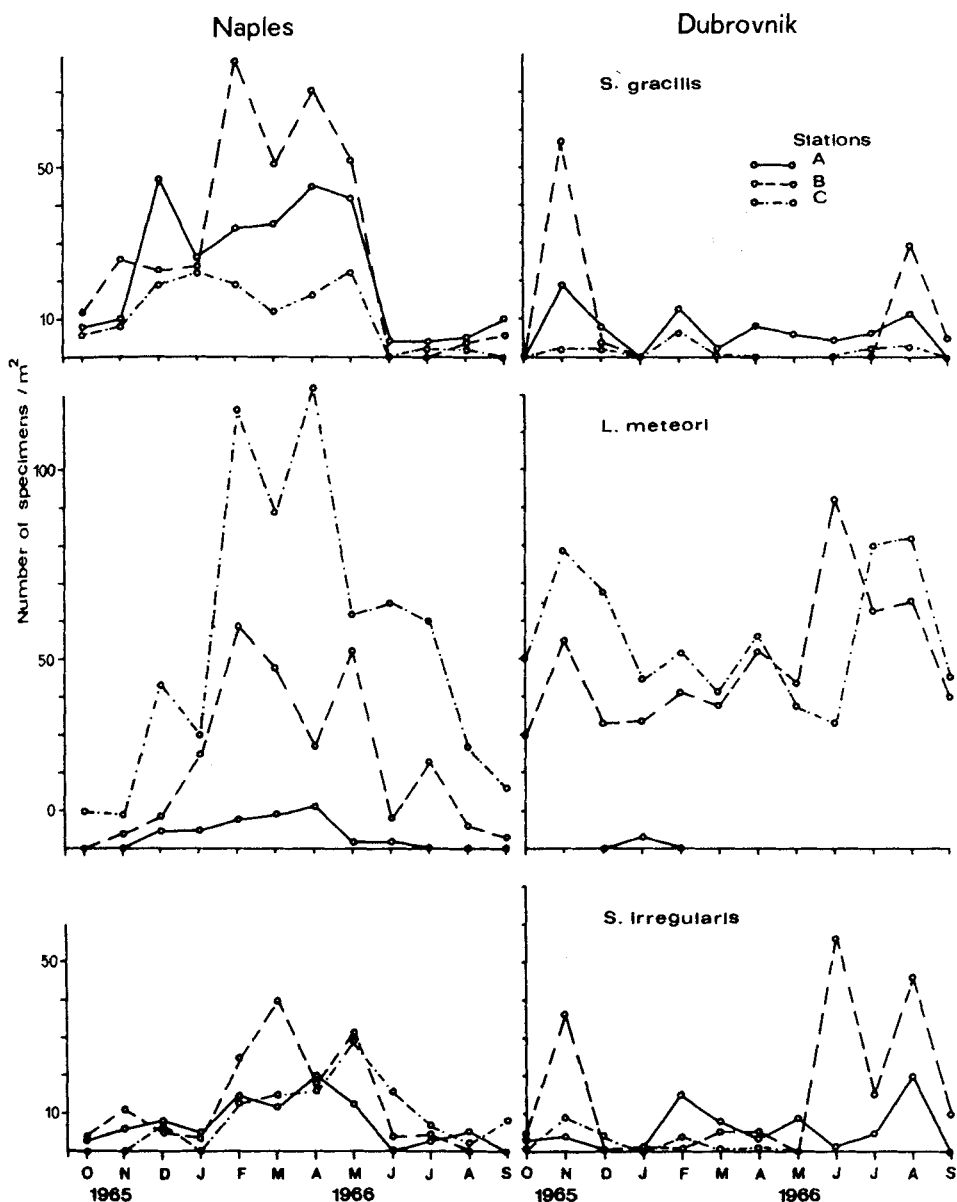 Naples
Dubrovnik
S. gracilis
Stations
A
B
C
50
10
L. meteori
Number of specimens / m²
100
50
0
S. irregularis
50
10
O N D J F M A M J J A S
1965 1966
O N D J F M A M J J A S
1965 1966